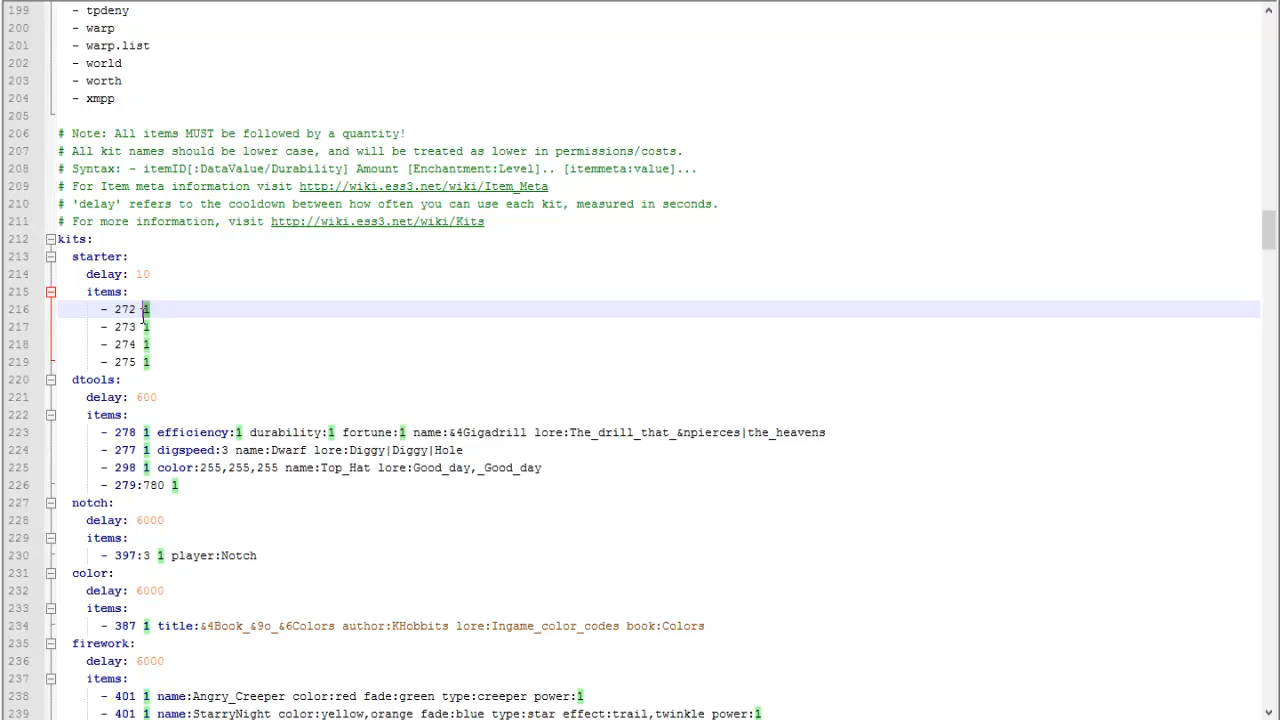 199 - tpdeny
200 - warp
201 - warp.list
202 - world
203 - worth
204 - xmpp
205
206 # Note: All items MUST be followed by a quantity!
207 # All kit names should be lower case, and will be treated as lower in permissions/costs.
208 # Syntax: - itemID[:DataValue/Durability] Amount [Enchantment:Level].. [itemmeta:value]...
209 # For Item meta information visit http://wiki.ess3.net/wiki/Item_Meta
210 # 'delay' refers to the cooldown between how often you can use each kit, measured in seconds.
211 # For more information, visit http://wiki.ess3.net/wiki/Kits
212 kits:
213 starter:
214 delay: 10
215 items:
216 - 272 1
217 - 273 1
218 - 274 1
219 - 275 1
220 dtools:
221 delay: 600
222 items:
223 - 278 1 efficiency:1 durability:1 fortune:1 name:&4Gigadrill lore:The_drill_that_&npierces|the_heavens
224 - 277 1 digspeed:3 name:Dwarf lore:Diggy|Diggy|Hole
225 - 298 1 color:255,255,255 name:Top_Hat lore:Good_day,_Good_day
226 - 279:780 1
227 notch:
228 delay: 6000
229 items:
230 - 397:3 1 player:Notch
231 color:
232 delay: 6000
233 items:
234 - 387 1 title:&4Book_&9o_&6Colors author:KHobbits lore:Ingame_color_codes book:Colors
235 firework:
236 delay: 6000
237 items:
238 - 401 1 name:Angry_Creeper color:red fade:green type:creeper power:1
239 - 401 1 name:StarryNight color:yellow,orange fade:blue type:star effect:trail,twinkle power:1